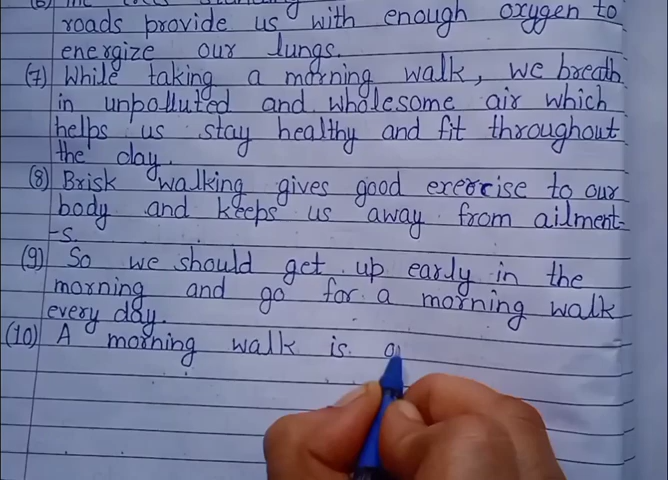 roads provide us with enough oxygen to
energize our lungs.
(7) While taking a morning walk, we breath
in unpolluted and wholesome air which
helps us stay healthy and fit throughout
the day.
(8) Brisk walking gives good exercise to our
body and keeps us away from ailment-
-s.
(9) So we should get up early in the
morning and go for a morning walk
every day.
(10) A morning walk is